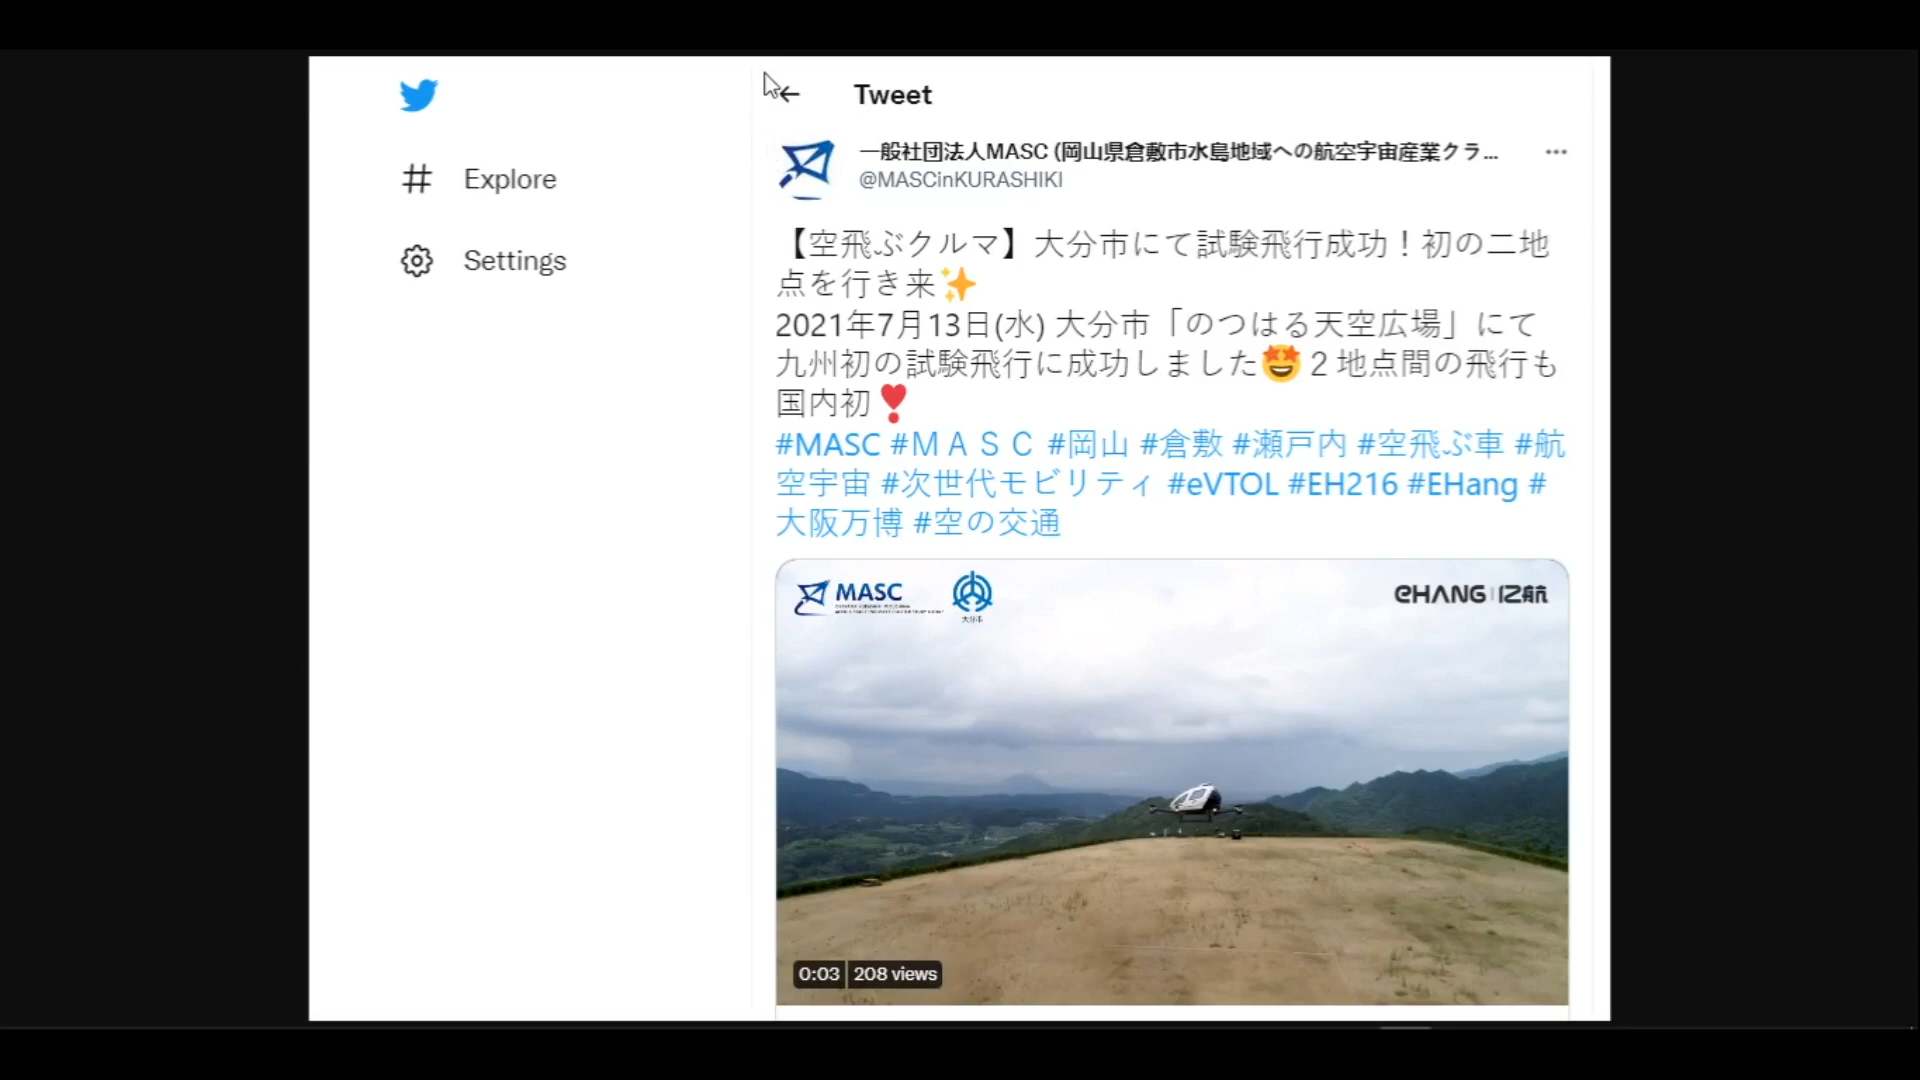 Tweet
Explore
Settings
一般社団法人MASC (岡山県倉敷市水島地域への航空宇宙産業クラ...
@MASCinKURASHIKI
【空飛ぶクルマ】大分市にて試験飛行成功！初の二地
点を行き来✨
2021年7月13日(水) 大分市「のつはる天空広場」にて
九州初の試験飛行に成功しました🤩２地点間の飛行も
国内初❣️
#MASC #ＭＡＳＣ #岡山 #倉敷 #瀬戸内 #空飛ぶ車 #航
空宇宙 #次世代モビリティ #eVTOL #EH216 #EHang #
大阪万博 #空の交通
MASC
大分市
EHANG 亿航
0:03 208 views